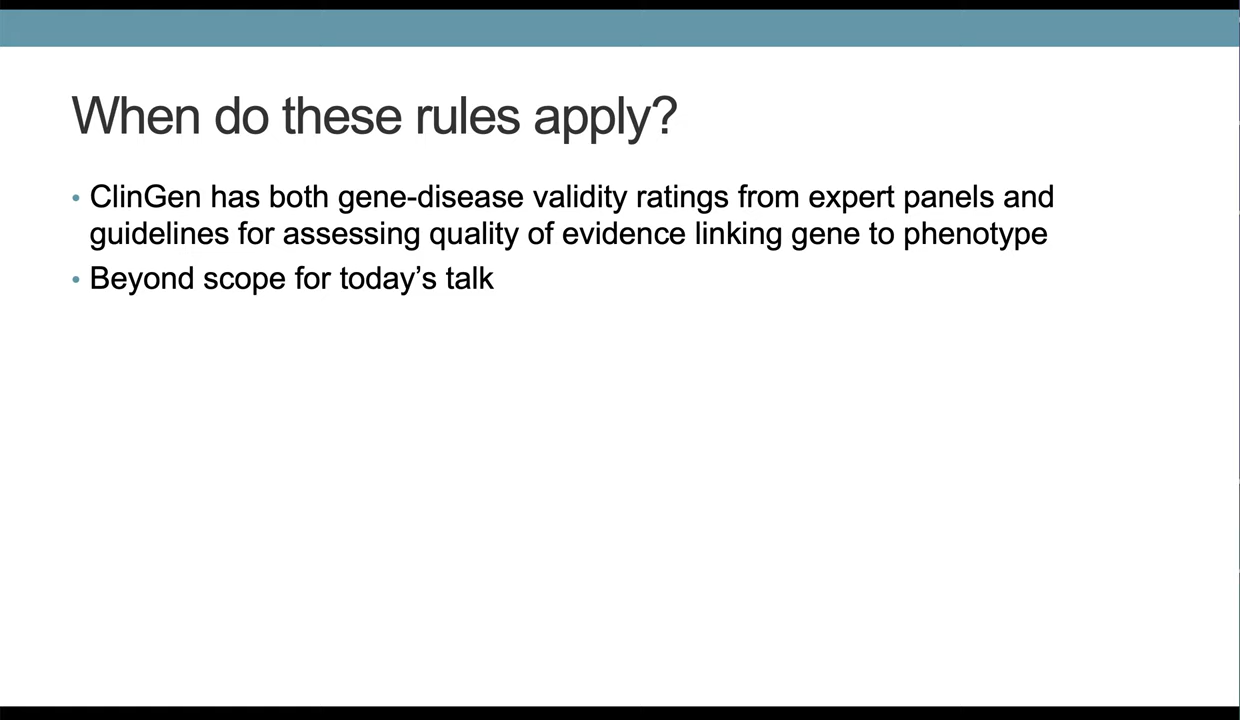 When do these rules apply?
• ClinGen has both gene-disease validity ratings from expert panels and
guidelines for assessing quality of evidence linking gene to phenotype
• Beyond scope for today’s talk